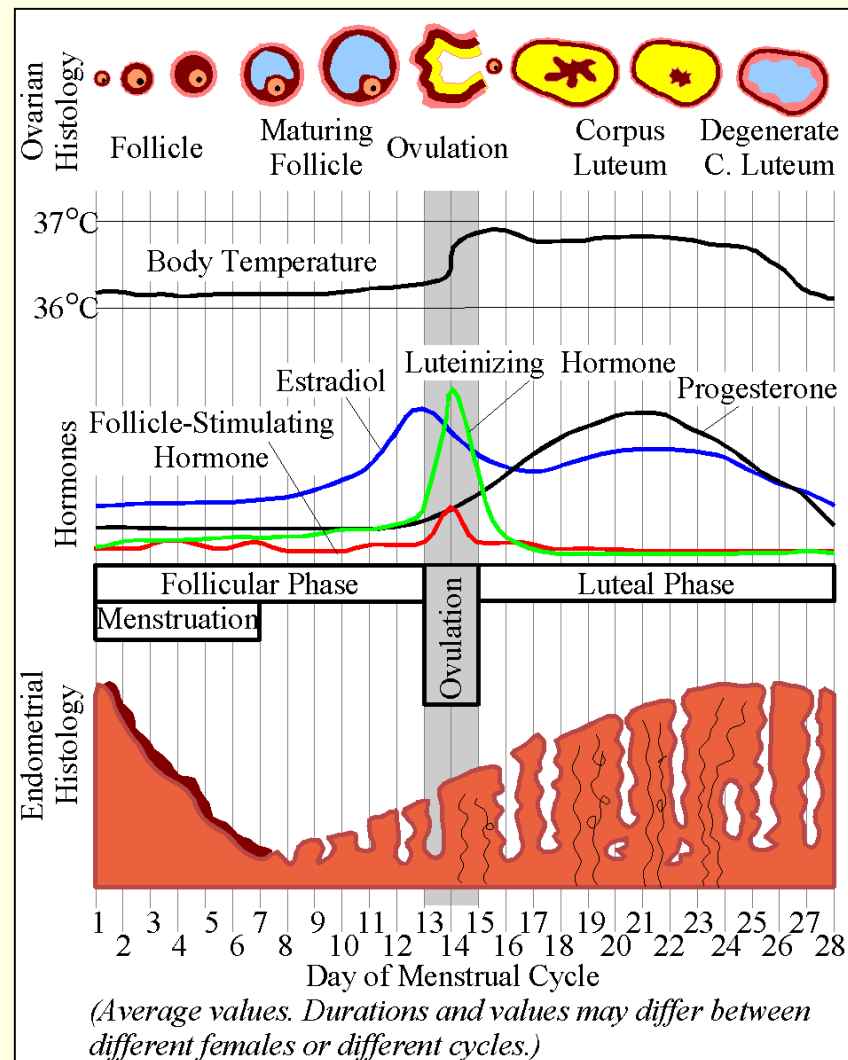 Ovarian
Histology
Follicle
Maturing
Follicle
Ovulation
Corpus
Luteum
Degenerate
C. Luteum
37°C
Body Temperature
36°C
Hormones
Estradiol
Luteinizing Hormone
Progesterone
Follicle-Stimulating
Hormone
Follicular Phase
Ovulation
Luteal Phase
Menstruation
Endometrial
Histology
1 3 5 7 9 11 13 15 17 19 21 23 25 27
2 4 6 8 10 12 14 16 18 20 22 24 26 28
Day of Menstrual Cycle
(Average values. Durations and values may differ between
different females or different cycles.)